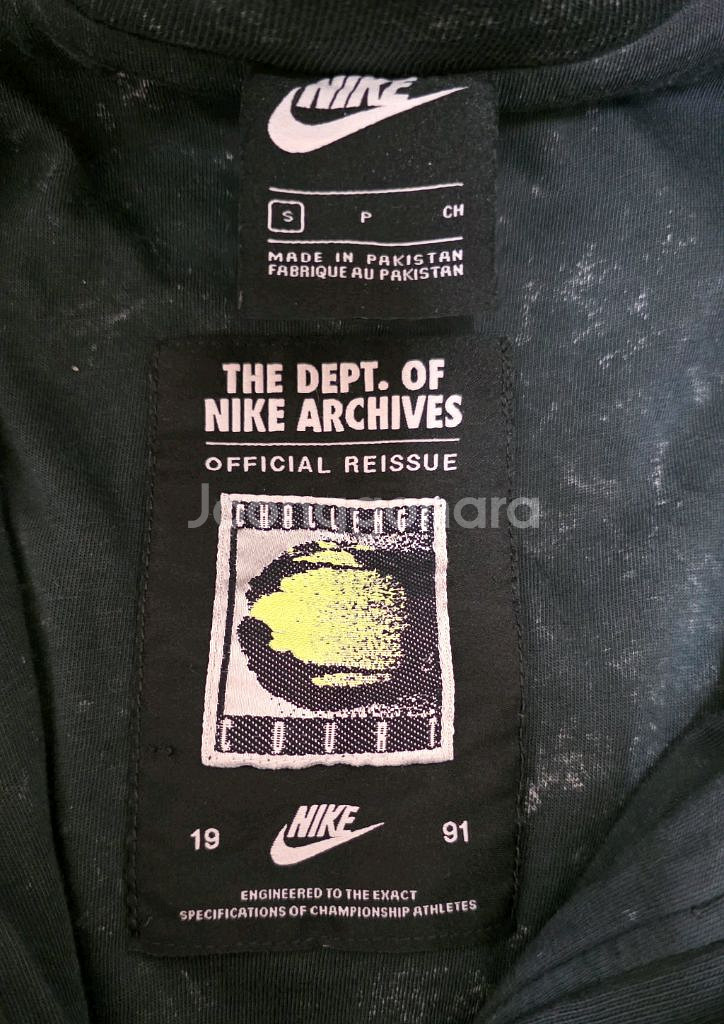 NIKE
S P CH
MADE IN PAKISTAN
FABRIQUE AU PAKISTAN
THE DEPT. OF
NIKE ARCHIVES
OFFICIAL REISSUE
Joonggonara
CHALLENGE
COURT
19 NIKE 91
ENGINEERED TO THE EXACT
SPECIFICATIONS OF CHAMPIONSHIP ATHLETES